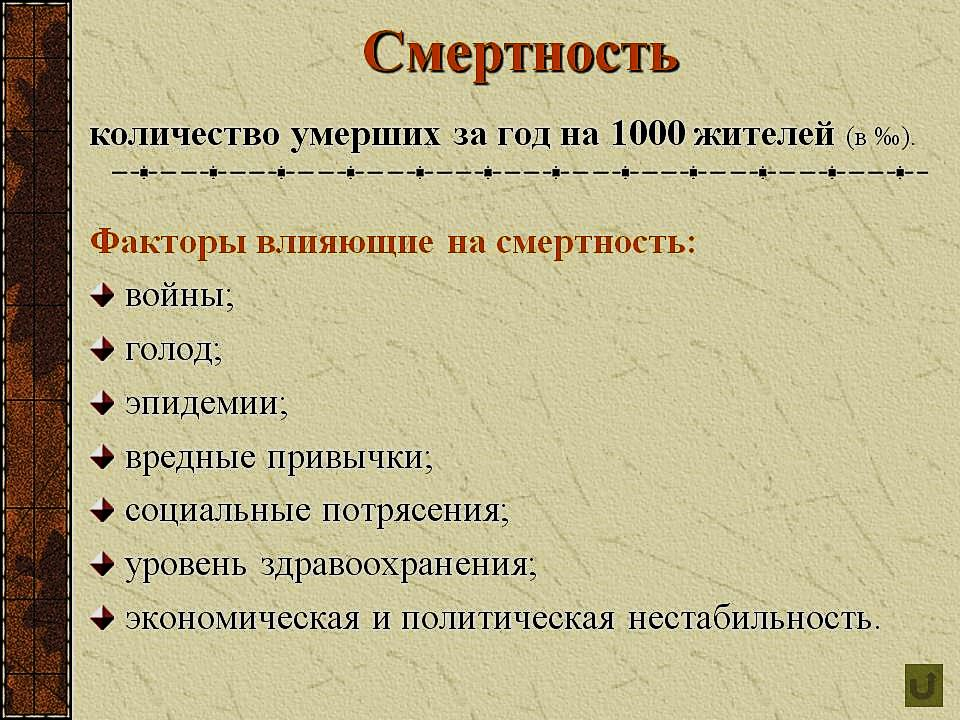 Смертность
количество умерших за год на 1000 жителей (в ‰).
Факторы влияющие на смертность:
войны;
голод;
эпидемии;
вредные привычки;
социальные потрясения;
уровень здравоохранения;
экономическая и политическая нестабильность.